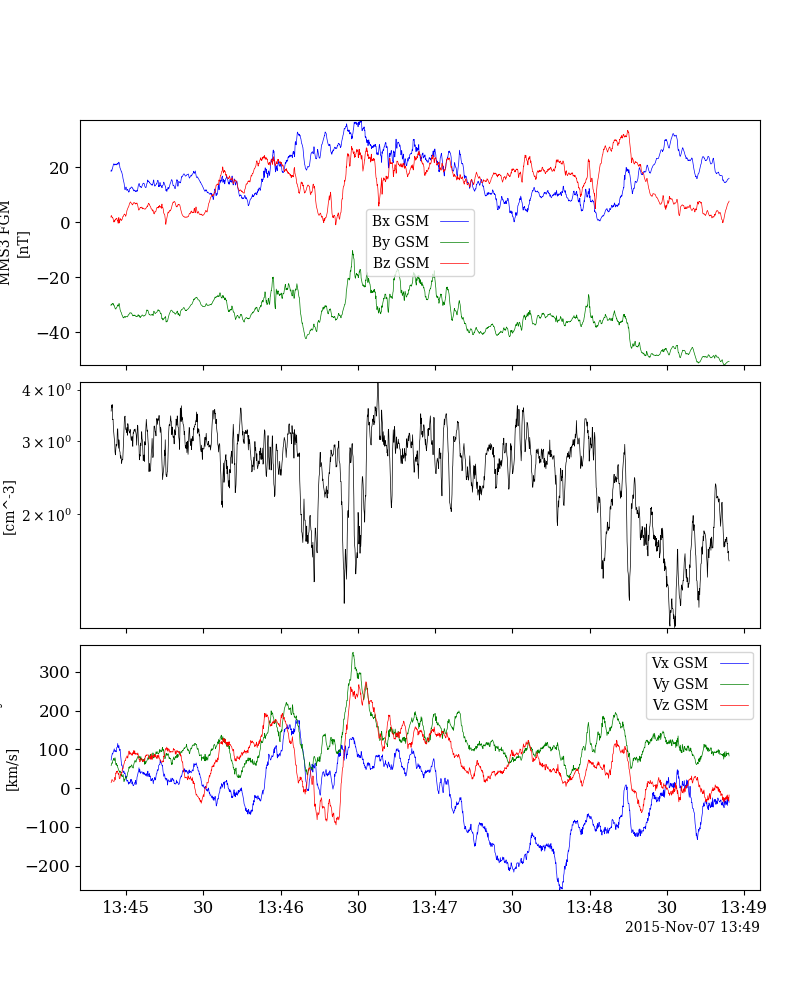 MMS3 FGM
[nT]
20
0
−20
−40
Bx GSM
By GSM
Bz GSM
[cm^-3]
4 × 10⁰
3 × 10⁰
2 × 10⁰
[km/s]
300
200
100
0
−100
−200
Vx GSM
Vy GSM
Vz GSM
13:45 30 13:46 30 13:47 30 13:48 30 13:49
2015-Nov-07 13:49